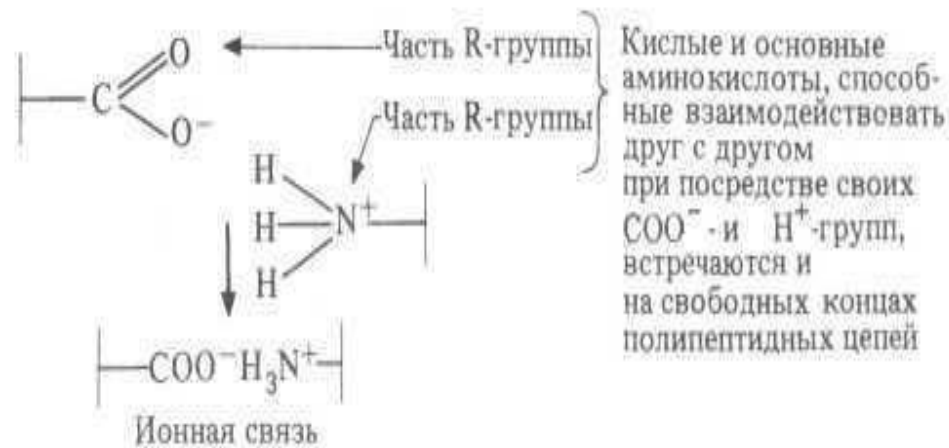 O
C
O⁻
Часть R-группы
Часть R-группы
H
H
N⁺
H
COO⁻H₃N⁺
Ионная связь
Кислые и основные
аминокислоты, способ-
ные взаимодействовать
друг с другом
при посредстве своих
COO⁻ - и H⁺-групп,
встречаются и
на свободных концах
полипептидных цепей